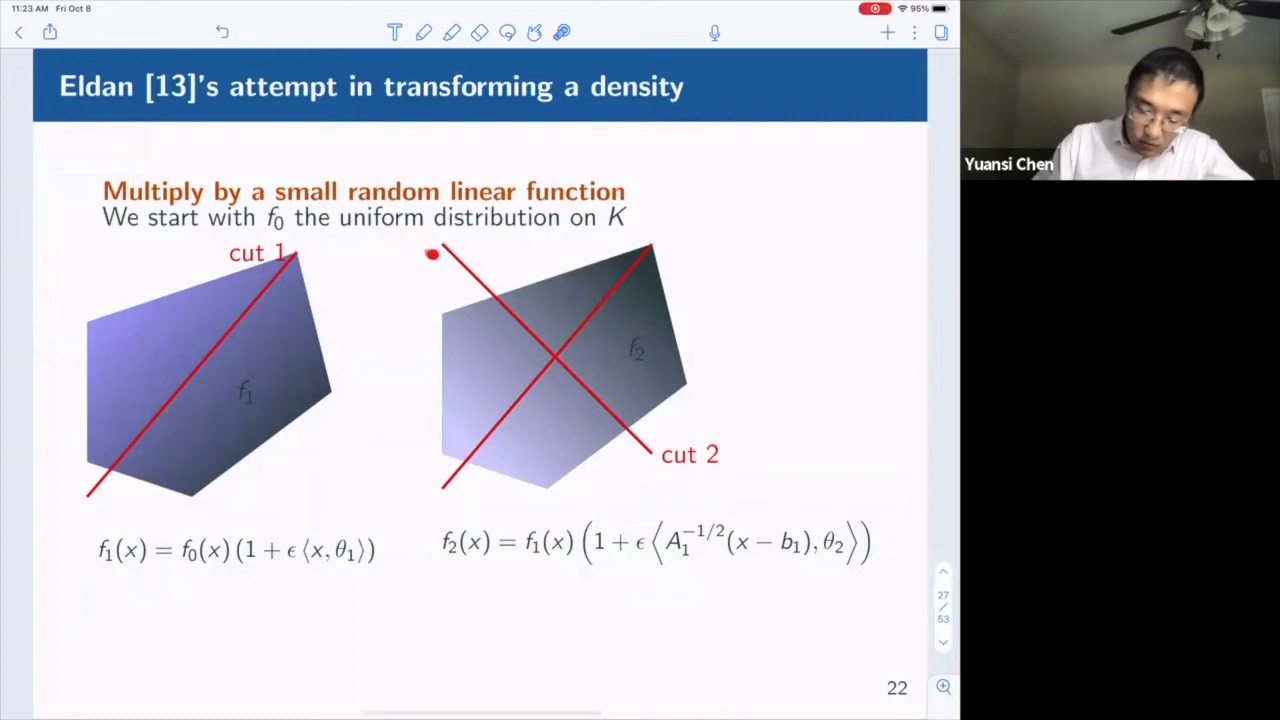 11:23 AM Fri Oct 8
95%
Eldan [13]'s attempt in transforming a density
Multiply by a small random linear function
We start with f₀ the uniform distribution on K
cut 1
f₁
f₂
cut 2
f₁(x) = f₀(x) (1 + ϵ ⟨x, θ₁⟩)
f₂(x) = f₁(x) (1 + ϵ ⟨A₁^{-1/2}(x − b₁), θ₂⟩)
27
/
53
22
Yuansi Chen